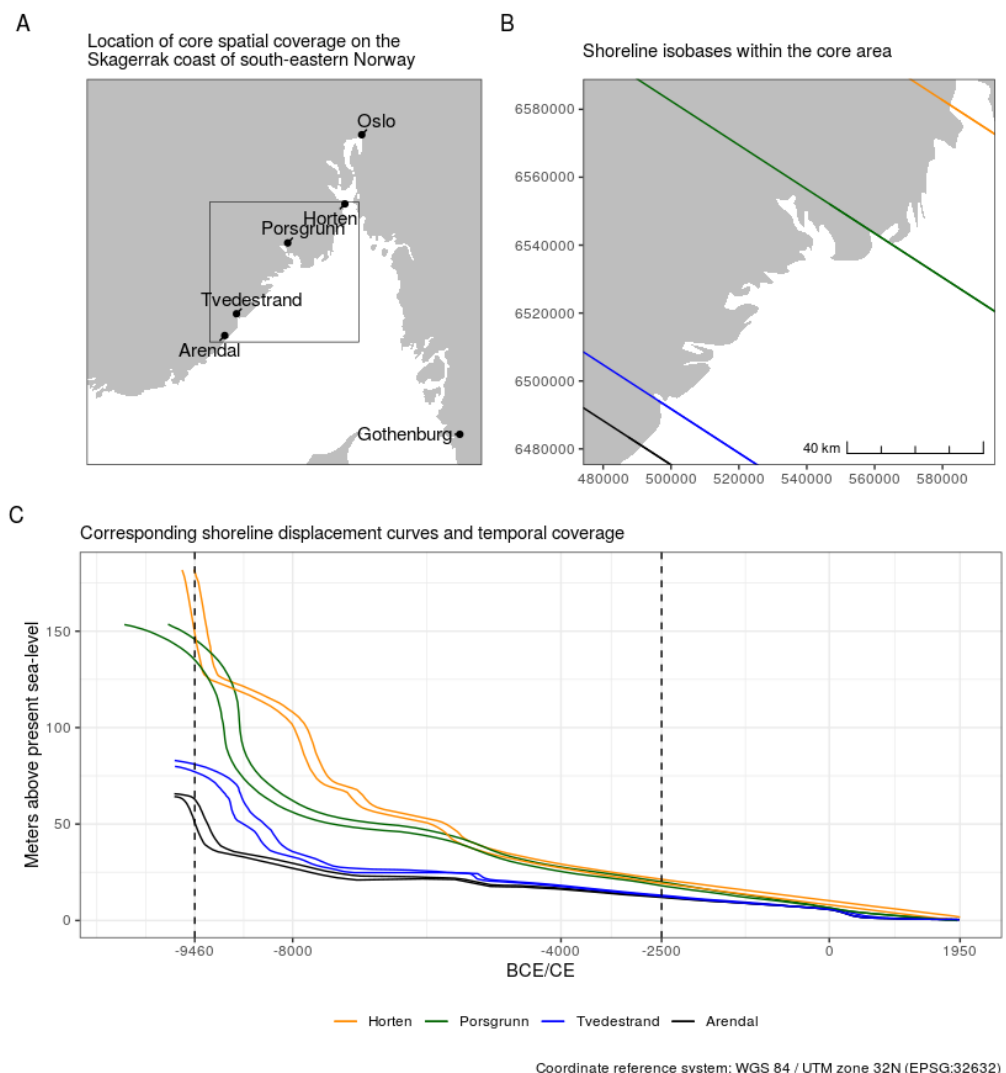 A
Location of core spatial coverage on the
Skagerrak coast of south-eastern Norway
Oslo
Horten
Porsgrunn
Tvedestrand
Arendal
Gothenburg
B
Shoreline isobases within the core area
6580000
6560000
6540000
6520000
6500000
6480000
40 km
480000 500000 520000 540000 560000 580000
C
Corresponding shoreline displacement curves and temporal coverage
Meters above present sea-level
150
100
50
0
-9460 -8000 -4000 -2500 0 1950
BCE/CE
Horten Porsgrunn Tvedestrand Arendal
Coordinate reference system: WGS 84 / UTM zone 32N (EPSG:32632)